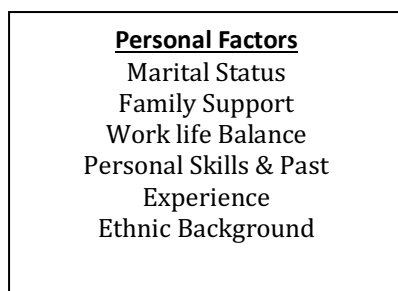 Personal Factors
Marital Status
Family Support
Work life Balance
Personal Skills & Past
Experience
Ethnic Background